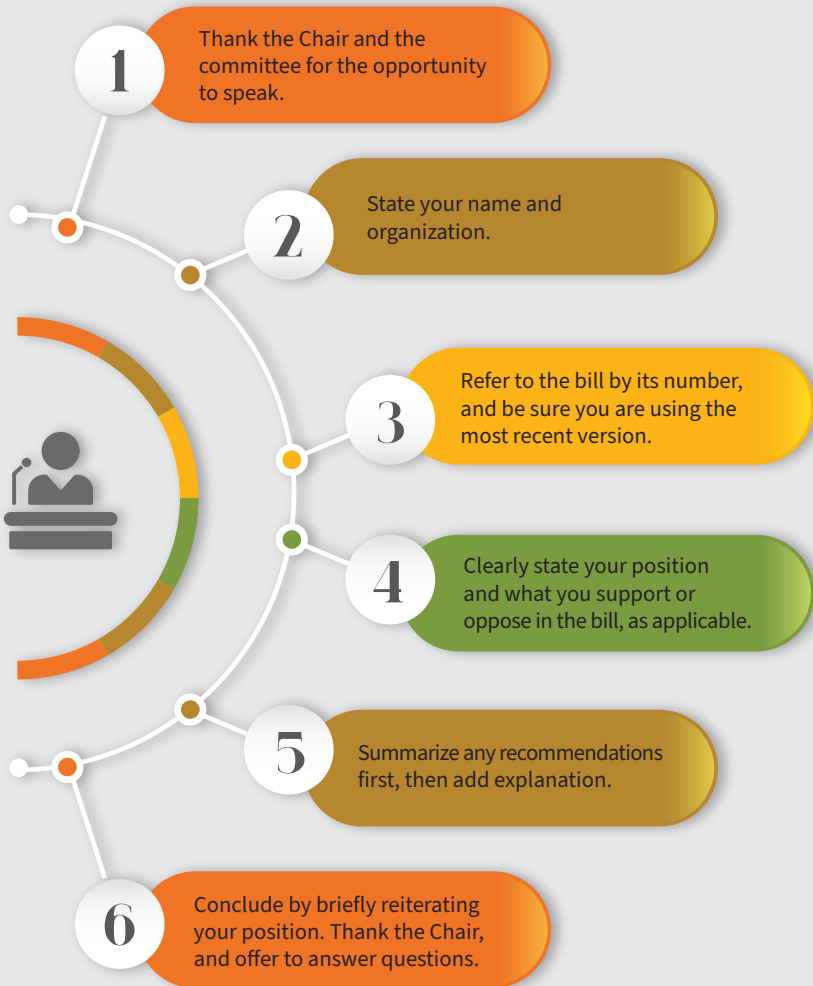 1
Thank the Chair and the
committee for the opportunity
to speak.
2
State your name and
organization.
3
Refer to the bill by its number,
and be sure you are using the
most recent version.
4
Clearly state your position
and what you support or
oppose in the bill, as applicable.
5
Summarize any recommendations
first, then add explanation.
6
Conclude by briefly reiterating
your position. Thank the Chair,
and offer to answer questions.